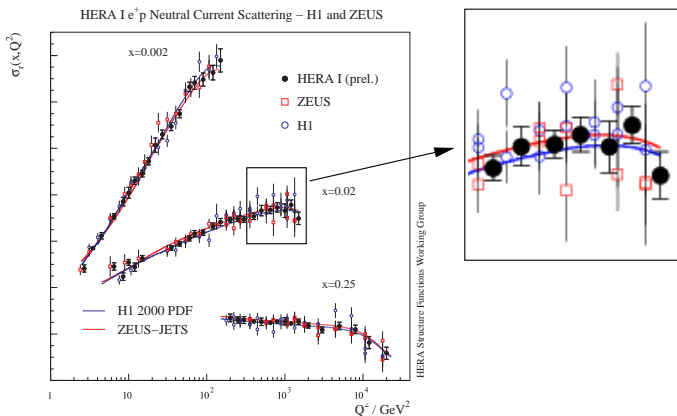 HERA I e⁺p Neutral Current Scattering – H1 and ZEUS
σᵣ(x,Q²)
x=0.002
HERA I (prel.)
ZEUS
H1
x=0.02
x=0.25
H1 2000 PDF
ZEUS−JETS
HERA Structure Functions Working Group
1
10
10²
10³
10⁴
Q² / GeV²